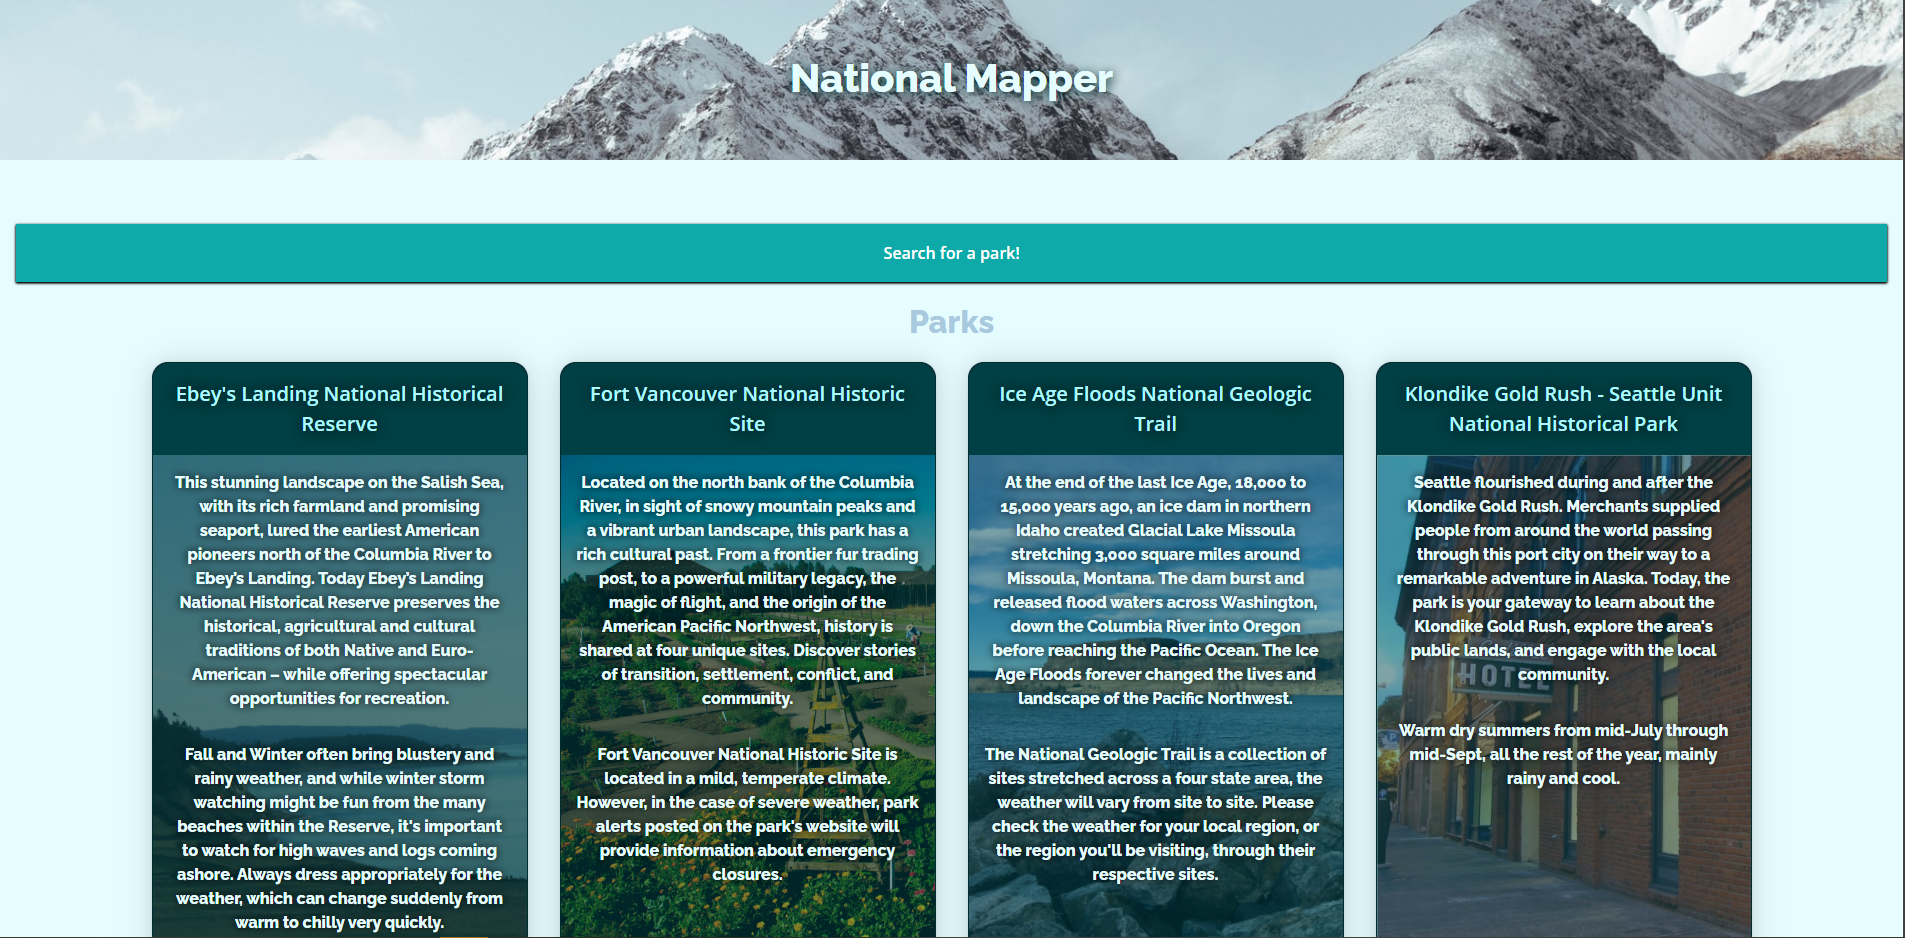 National Mapper
Search for a park!
Parks
Ebey's Landing National Historical
Reserve
This stunning landscape on the Salish Sea,
with its rich farmland and promising
seaport, lured the earliest American
pioneers north of the Columbia River to
Ebey’s Landing. Today Ebey’s Landing
National Historical Reserve preserves the
historical, agricultural and cultural
traditions of both Native and Euro-
American – while offering spectacular
opportunities for recreation.
Fall and Winter often bring blustery and
rainy weather, and while winter storm
watching might be fun from the many
beaches within the Reserve, it's important
to watch for high waves and logs coming
ashore. Always dress appropriately for the
weather, which can change suddenly from
warm to chilly very quickly.
Fort Vancouver National Historic
Site
Located on the north bank of the Columbia
River, in sight of snowy mountain peaks and
a vibrant urban landscape, this park has a
rich cultural past. From a frontier fur trading
post, to a powerful military legacy, the
magic of flight, and the origin of the
American Pacific Northwest, history is
shared at four unique sites. Discover stories
of transition, settlement, conflict, and
community.
Fort Vancouver National Historic Site is
located in a mild, temperate climate.
However, in the case of severe weather, park
alerts posted on the park's website will
provide information about emergency
closures.
Ice Age Floods National Geologic
Trail
At the end of the last Ice Age, 18,000 to
15,000 years ago, an ice dam in northern
Idaho created Glacial Lake Missoula
stretching 3,000 square miles around
Missoula, Montana. The dam burst and
released flood waters across Washington,
down the Columbia River into Oregon
before reaching the Pacific Ocean. The Ice
Age Floods forever changed the lives and
landscape of the Pacific Northwest.
The National Geologic Trail is a collection of
sites stretched across a four state area, the
weather will vary from site to site. Please
check the weather for your local region, or
the region you'll be visiting, through their
respective sites.
Klondike Gold Rush - Seattle Unit
National Historical Park
Seattle flourished during and after the
Klondike Gold Rush. Merchants supplied
people from around the world passing
through this port city on their way to a
remarkable adventure in Alaska. Today, the
park is your gateway to learn about the
Klondike Gold Rush, explore the area's
public lands, and engage with the local
community.
HOTEL
Warm dry summers from mid-July through
mid-Sept, all the rest of the year, mainly
rainy and cool.